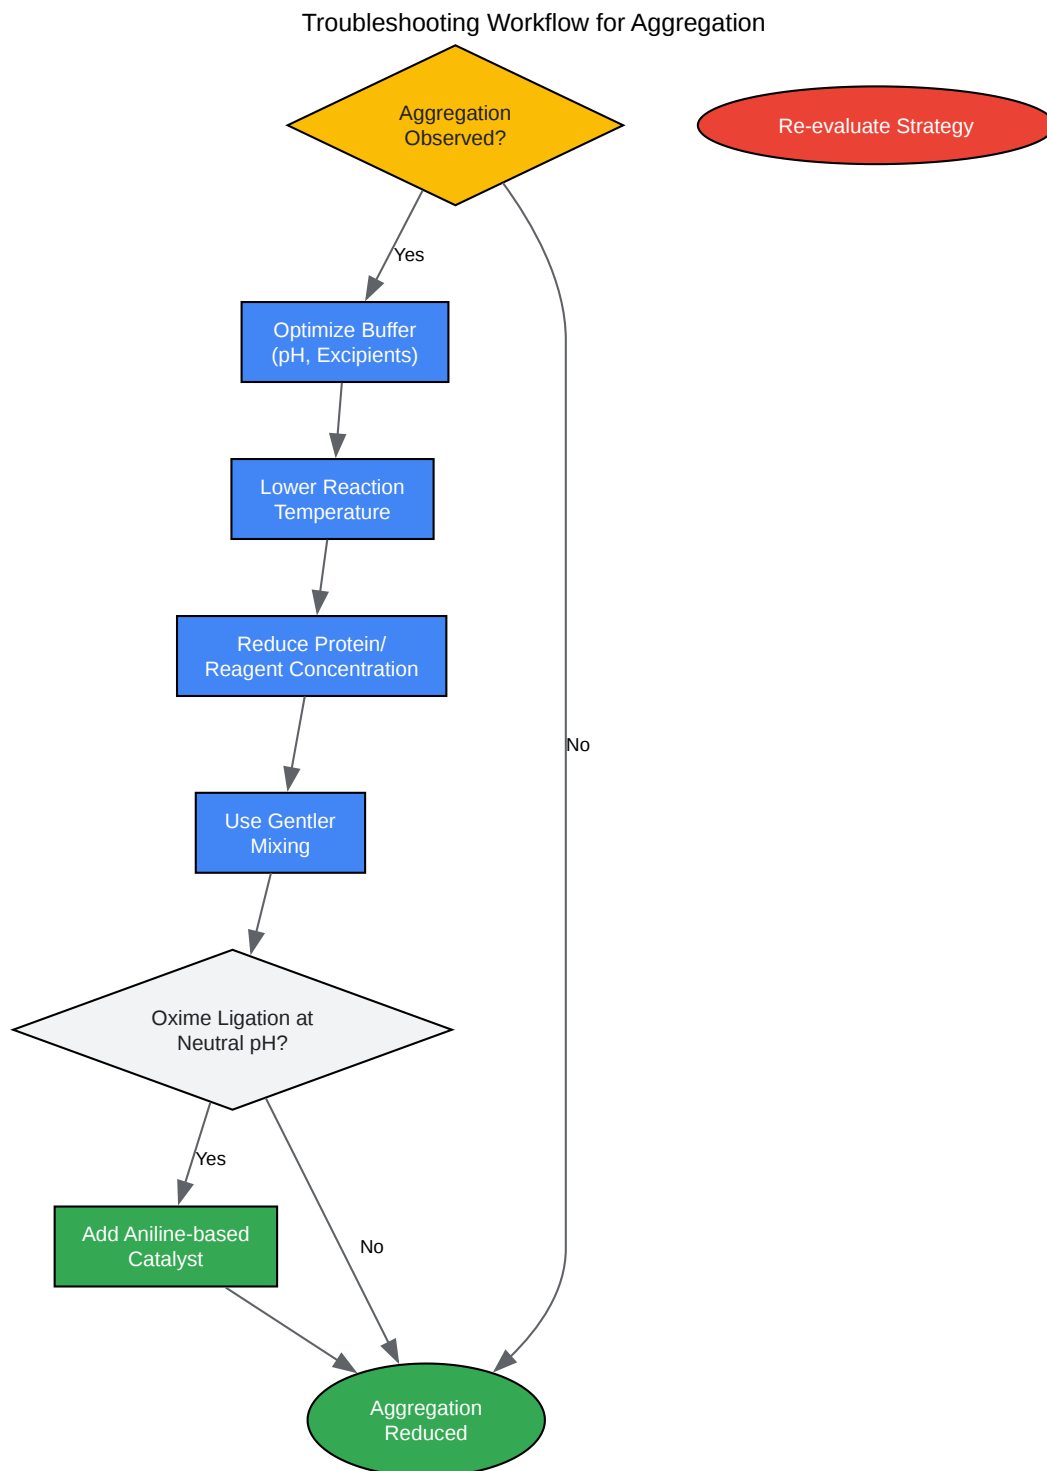 Troubleshooting Workflow for Aggregation
Aggregation
Observed?
Re-evaluate Strategy
Yes
Optimize Buffer
(pH, Excipients)
Lower Reaction
Temperature
Reduce Protein/
Reagent Concentration
No
Use Gentler
Mixing
Oxime Ligation at
Neutral pH?
Yes
Add Aniline-based
Catalyst
No
Aggregation
Reduced